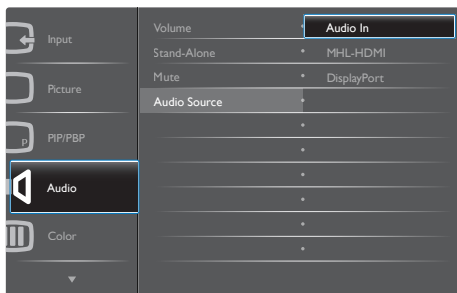 Input
Picture
P
PIP/PBP
Audio
Color
Volume
Stand-Alone
Mute
Audio Source
Audio In
MHL-HDMI
DisplayPort